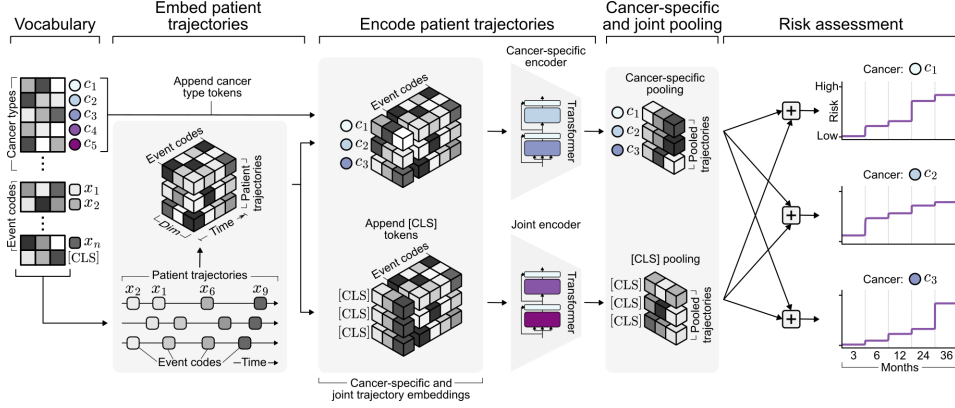 Vocabulary
Embed patient
trajectories
Encode patient trajectories
Cancer-specific
and joint pooling
Risk assessment
Cancer types
c1
c2
c3
c4
c5
Event codes
x1
x2
xn
[CLS]
Append cancer
type tokens
Event codes
Patient
trajectories
Dim
Time
Patient trajectories
x2 x1 x6 x9
Event codes
Time
Event codes
c1
c2
c3
Append [CLS]
tokens
Event codes
[CLS]
[CLS]
[CLS]
Cancer-specific and
joint trajectory embeddings
Cancer-specific
encoder
Transformer
Joint encoder
Transformer
Cancer-specific
pooling
c1
c2
c3
Pooled
trajectories
[CLS] pooling
[CLS]
[CLS]
[CLS]
Pooled
trajectories
+
+
+
Cancer: c1
High
Risk
Low
Cancer: c2
Cancer: c3
3 6 12 24 36
Months